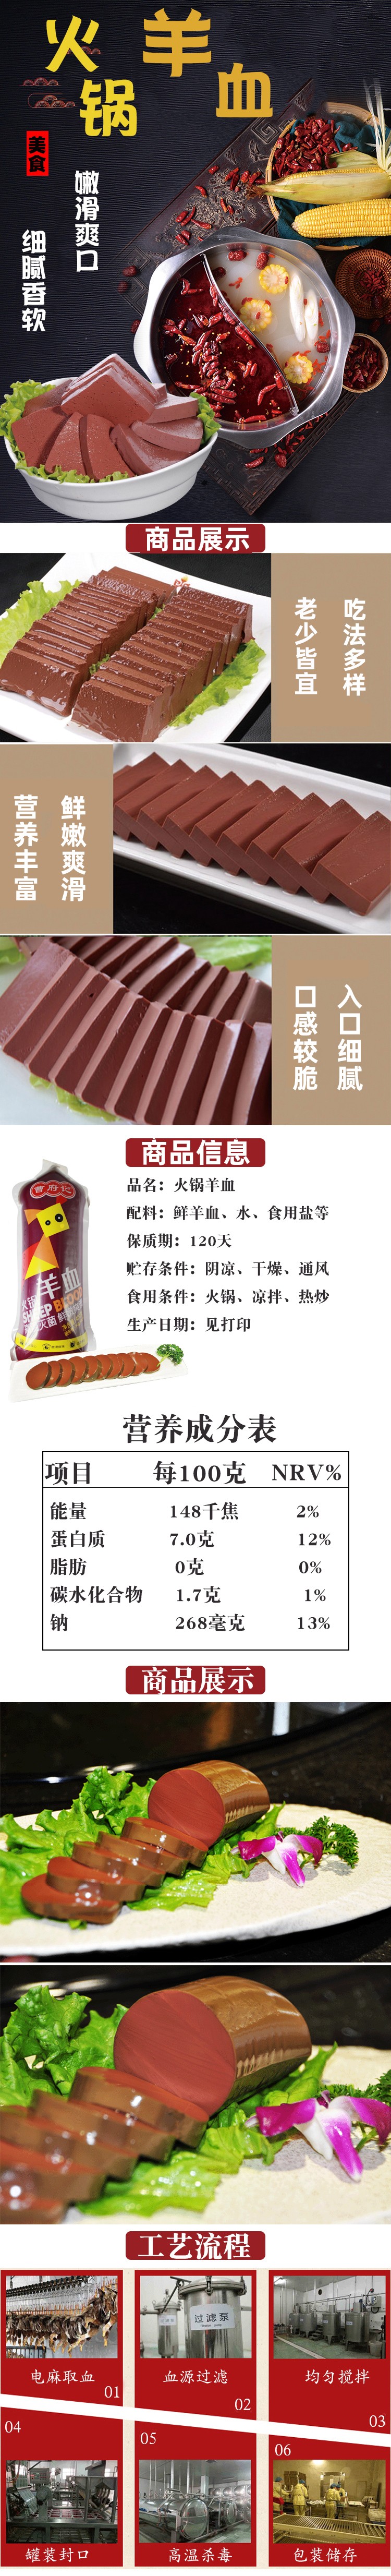 火锅
羊血
美食
嫩滑爽口
细腻香软
商品展示
吃法多样
老少皆宜
鲜嫩爽滑
营养丰富
入口细腻
口感较脆
商品信息
品名：火锅羊血
配料：鲜羊血、水、食用盐等
保质期：120天
贮存条件：阴凉、干燥、通风
食用条件：火锅、凉拌、热炒
生产日期：见打印
曹府记
羊血
营养成分表
项目 每100克 NRV%
能量 148千焦 2%
蛋白质 7.0克 12%
脂肪 0克 0%
碳水化合物 1.7克 1%
钠 268毫克 13%
商品展示
工艺流程
电麻取血
01
过滤泵
血源过滤
02
均匀搅拌
03
04
罐装封口
05
高温杀毒
06
包装储存